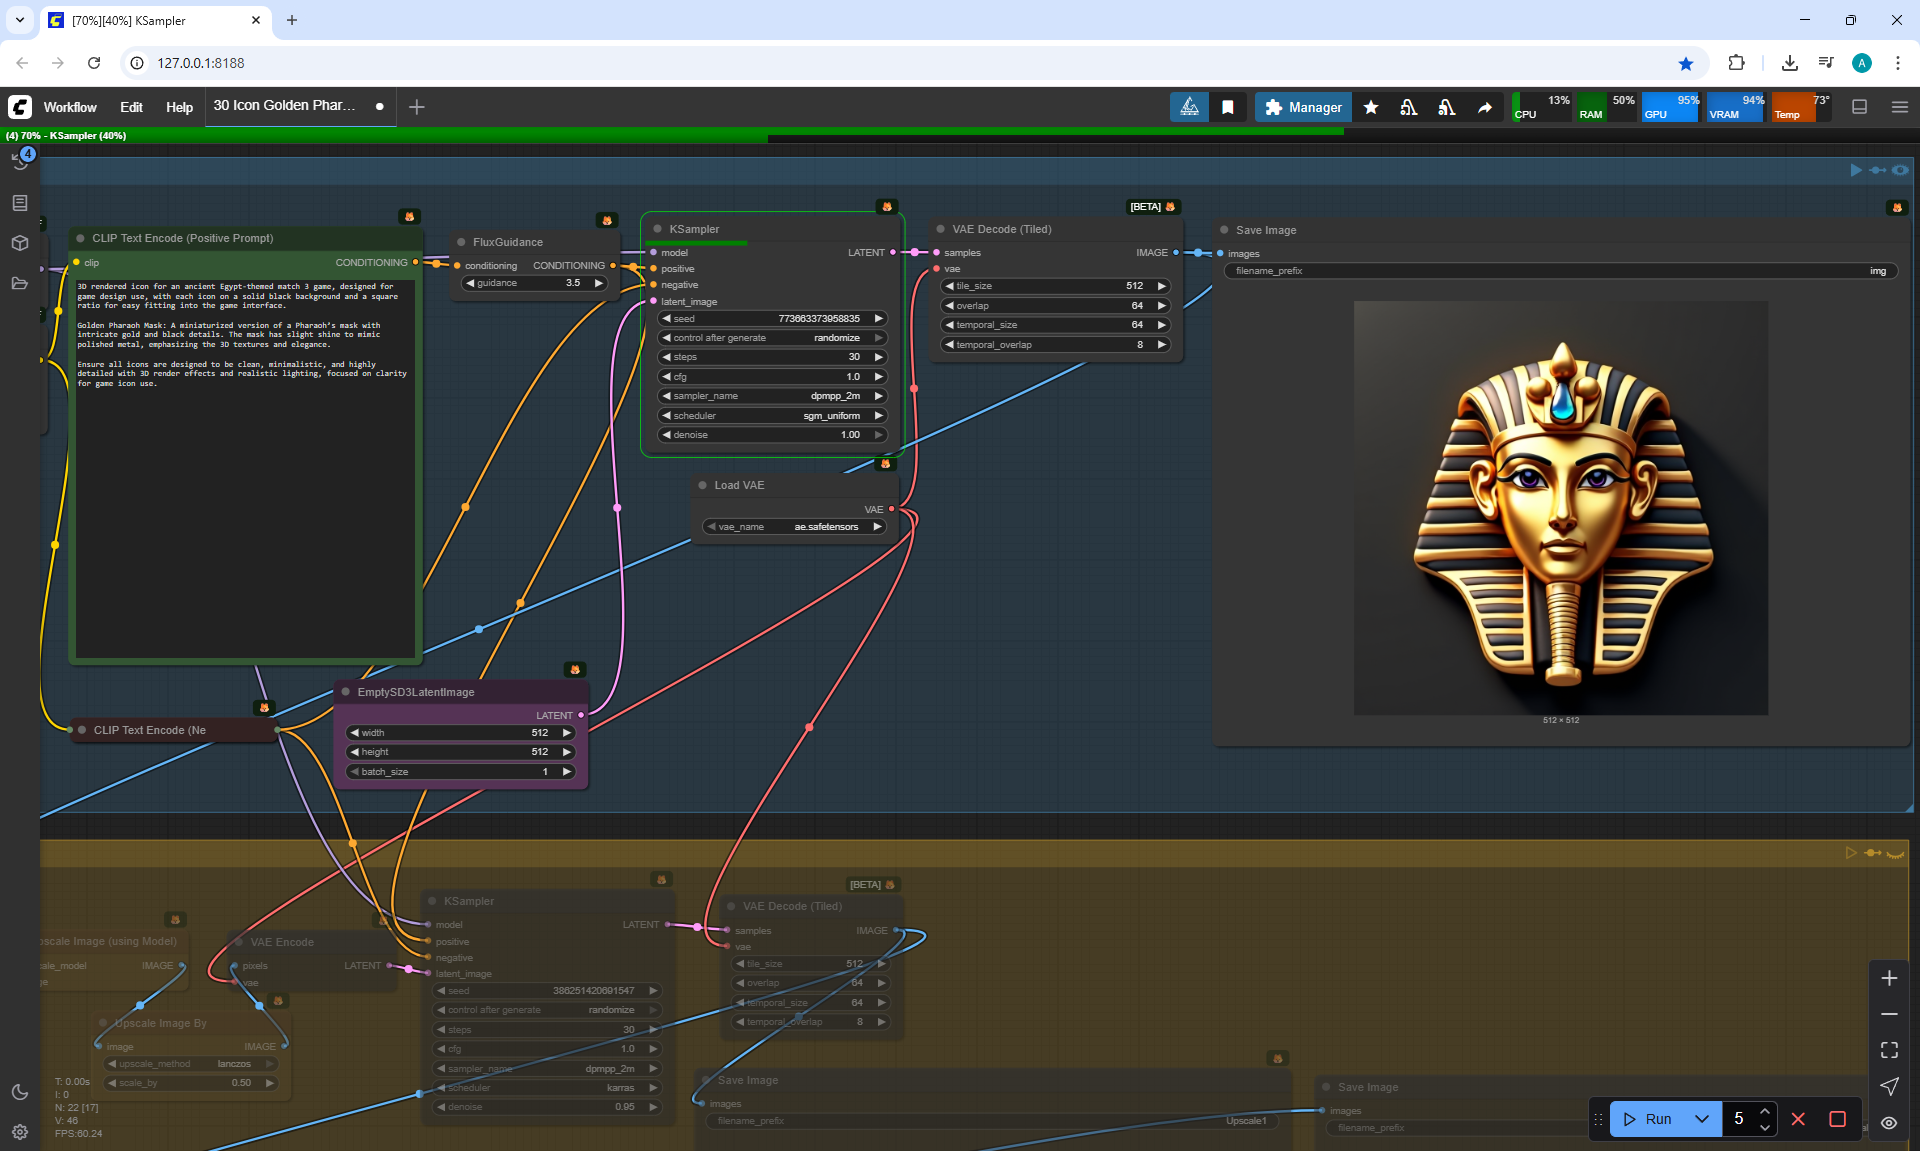 [70%][40%] KSampler
127.0.0.1:8188
Workflow
Edit
Help
30 Icon Golden Phar...
Manager
CPU
13%
RAM
50%
GPU
95%
VRAM
94%
Temp
73°
(4) 70% - KSampler (40%)
4
CLIP Text Encode (Positive Prompt)
clip
CONDITIONING
3D rendered icon for an ancient Egypt-themed match 3 game, designed for
game design use, with each icon on a solid black background and a square
ratio for easy fitting into the game interface.
Golden Pharaoh Mask: A miniaturized version of a Pharaoh's mask with
intricate gold and black details. The mask has slight shine to mimic
polished metal, emphasizing the 3D textures and elegance.
Ensure all icons are designed to be clean, minimalistic, and highly
detailed with 3D render effects and realistic lighting, focused on clarity
for game icon use.
FluxGuidance
conditioning
CONDITIONING
guidance
3.5
KSampler
model
LATENT
positive
negative
latent_image
seed
773663373958835
control after generate
randomize
steps
30
cfg
1.0
sampler_name
dpmpp_2m
scheduler
sgm_uniform
denoise
1.00
[BETA]
VAE Decode (Tiled)
samples
IMAGE
vae
tile_size
512
overlap
64
temporal_size
64
temporal_overlap
8
Save Image
images
filename_prefix
img
512 × 512
Load VAE
VAE
vae_name
ae.safetensors
EmptySD3LatentImage
LATENT
width
512
height
512
batch_size
1
CLIP Text Encode (Ne
pscale Image (using Model)
ale_model
IMAGE
ge
VAE Encode
pixels
LATENT
vae
Upscale Image By
image
IMAGE
upscale_method
lanczos
scale_by
0.50
KSampler
model
LATENT
positive
negative
latent_image
seed
386251420691547
control after generate
randomize
steps
30
cfg
1.0
sampler_name
dpmpp_2m
scheduler
karras
denoise
0.95
[BETA]
VAE Decode (Tiled)
samples
IMAGE
vae
tile_size
512
overlap
64
temporal_size
64
temporal_overlap
8
Save Image
images
filename_prefix
Upscale1
Save Image
images
filename_prefix
T: 0.00s
I: 0
N: 22 [17]
V: 46
FPS:60.24
Run
5
A